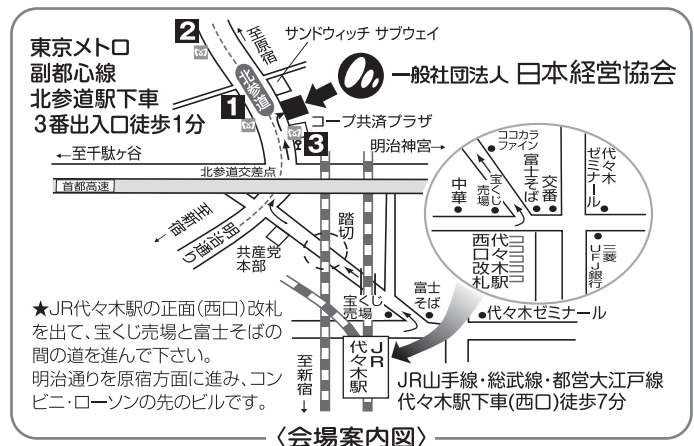 東京メトロ
副都心線
北参道駅下車
3番出入口徒歩1分
2
至原宿
サンドウィッチ サブウェイ
北参道
一般社団法人 日本経営協会
1
コープ共済プラザ
3
←至千駄ヶ谷
明治神宮→
北参道交差点
首都高速
至新宿
明治通り
共産党
本部
踏切
宝くじ
売場
富士
そば
代々木ゼミナール
JR
代々木駅
至新宿
ココカラ
ファイン
中華
宝くじ
売場
富士そば
交番
代々木
ゼミナール
代々木駅
西口改札
三菱
UFJ銀行
★JR代々木駅の正面(西口)改札
を出て、宝くじ売場と富士そばの
間の道を進んで下さい。
明治通りを原宿方面に進み、コン
ビニ・ローソンの先のビルです。
JR山手線・総武線・都営大江戸線
代々木駅下車(西口)徒歩7分
〈会場案内図〉